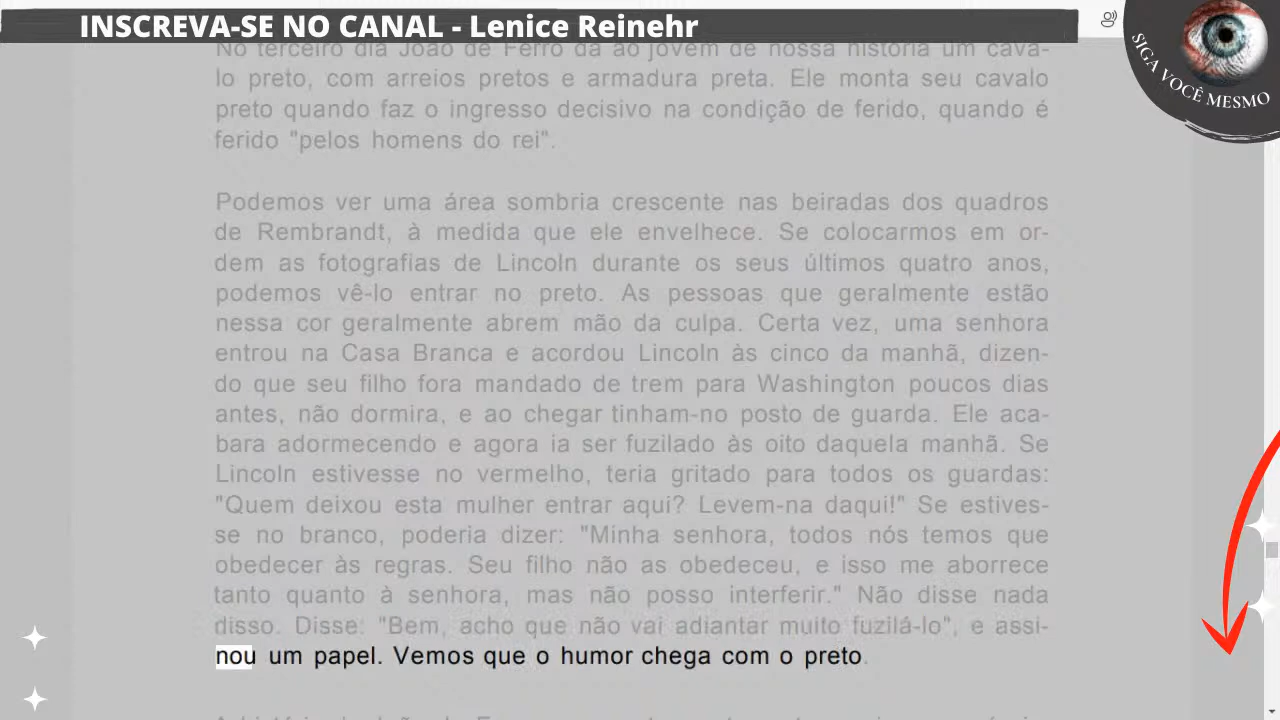 INSCREVA-SE NO CANAL - Lenice Reinehr
SIGA VOCÊ MESMO
No terceiro dia João de Ferro dá ao jovem de nossa história um cava-
lo preto, com arreios pretos e armadura preta. Ele monta seu cavalo
preto quando faz o ingresso decisivo na condição de ferido, quando é
ferido "pelos homens do rei".
Podemos ver uma área sombria crescente nas beiradas dos quadros
de Rembrandt, à medida que ele envelhece. Se colocarmos em or-
dem as fotografias de Lincoln durante os seus últimos quatro anos,
podemos vê-lo entrar no preto. As pessoas que geralmente estão
nessa cor geralmente abrem mão da culpa. Certa vez, uma senhora
entrou na Casa Branca e acordou Lincoln às cinco da manhã, dizen-
do que seu filho fora mandado de trem para Washington poucos dias
antes, não dormira, e ao chegar tinham-no posto de guarda. Ele aca-
bara adormecendo e agora ia ser fuzilado às oito daquela manhã. Se
Lincoln estivesse no vermelho, teria gritado para todos os guardas:
"Quem deixou esta mulher entrar aqui? Levem-na daqui!" Se estives-
se no branco, poderia dizer: "Minha senhora, todos nós temos que
obedecer às regras. Seu filho não as obedeceu, e isso me aborrece
tanto quanto à senhora, mas não posso interferir." Não disse nada
disso. Disse: "Bem, acho que não vai adiantar muito fuzilá-lo", e assi-
nou um papel. Vemos que o humor chega com o preto.